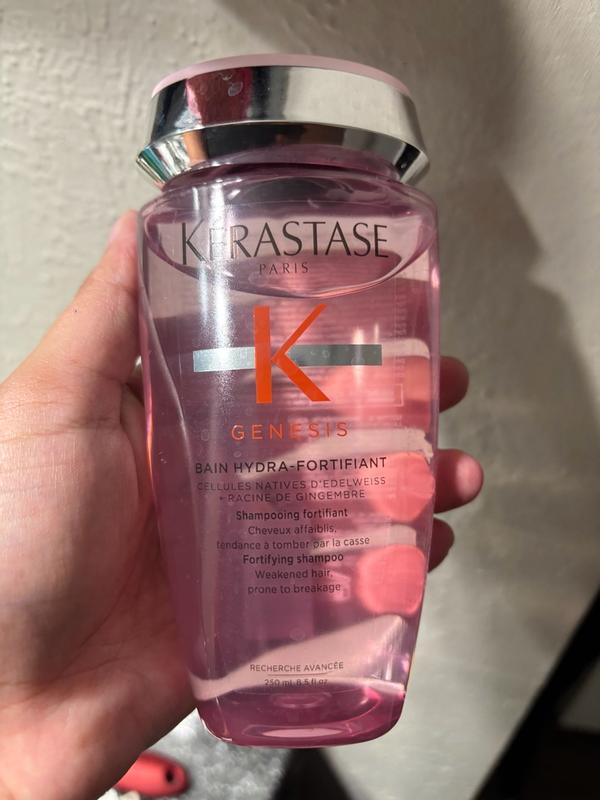 KERASTASE
PARIS
K
GENESIS
BAIN HYDRA-FORTIFIANT
CELLULES NATIVES D'EDELWEISS
+ RACINE DE GINGEMBRE
Shampooing fortifiant
Cheveux affaiblis,
tendance à tomber par la casse
Fortifying shampoo
Weakened hair,
prone to breakage
RECHERCHE AVANCÉE
250 ml 8.5 fl oz